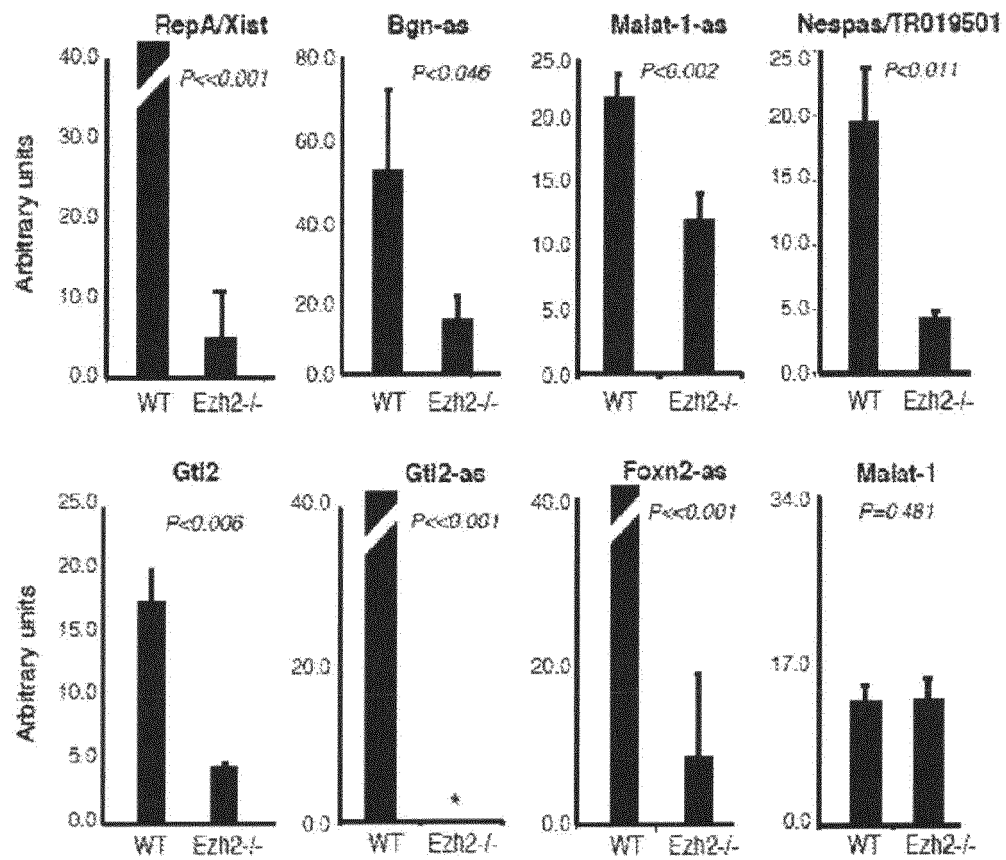 RepA/Xist
Bgn-as
Malat-1-as
Nespas/TR019501
Arbitrary units
40.0
30.0
20.0
10.0
0.0
P<<0.001
WT Ezh2-/-
80.0
60.0
40.0
20.0
0.0
P<0.046
WT Ezh2-/-
25.0
20.0
15.0
10.0
5.0
0.0
P<0.002
WT Ezh2-/-
25.0
20.0
15.0
10.0
5.0
0.0
P<0.011
WT Ezh2-/-
Gtl2
Gtl2-as
Foxn2-as
Malat-1
Arbitrary units
25.0
20.0
15.0
10.0
5.0
0.0
P<0.006
WT Ezh2-/-
40.0
20.0
0.0
P<<0.001
*
WT Ezh2-/-
40.0
20.0
0.0
P<<0.001
WT Ezh2-/-
34.0
17.0
0.0
P=0.481
WT Ezh2-/-